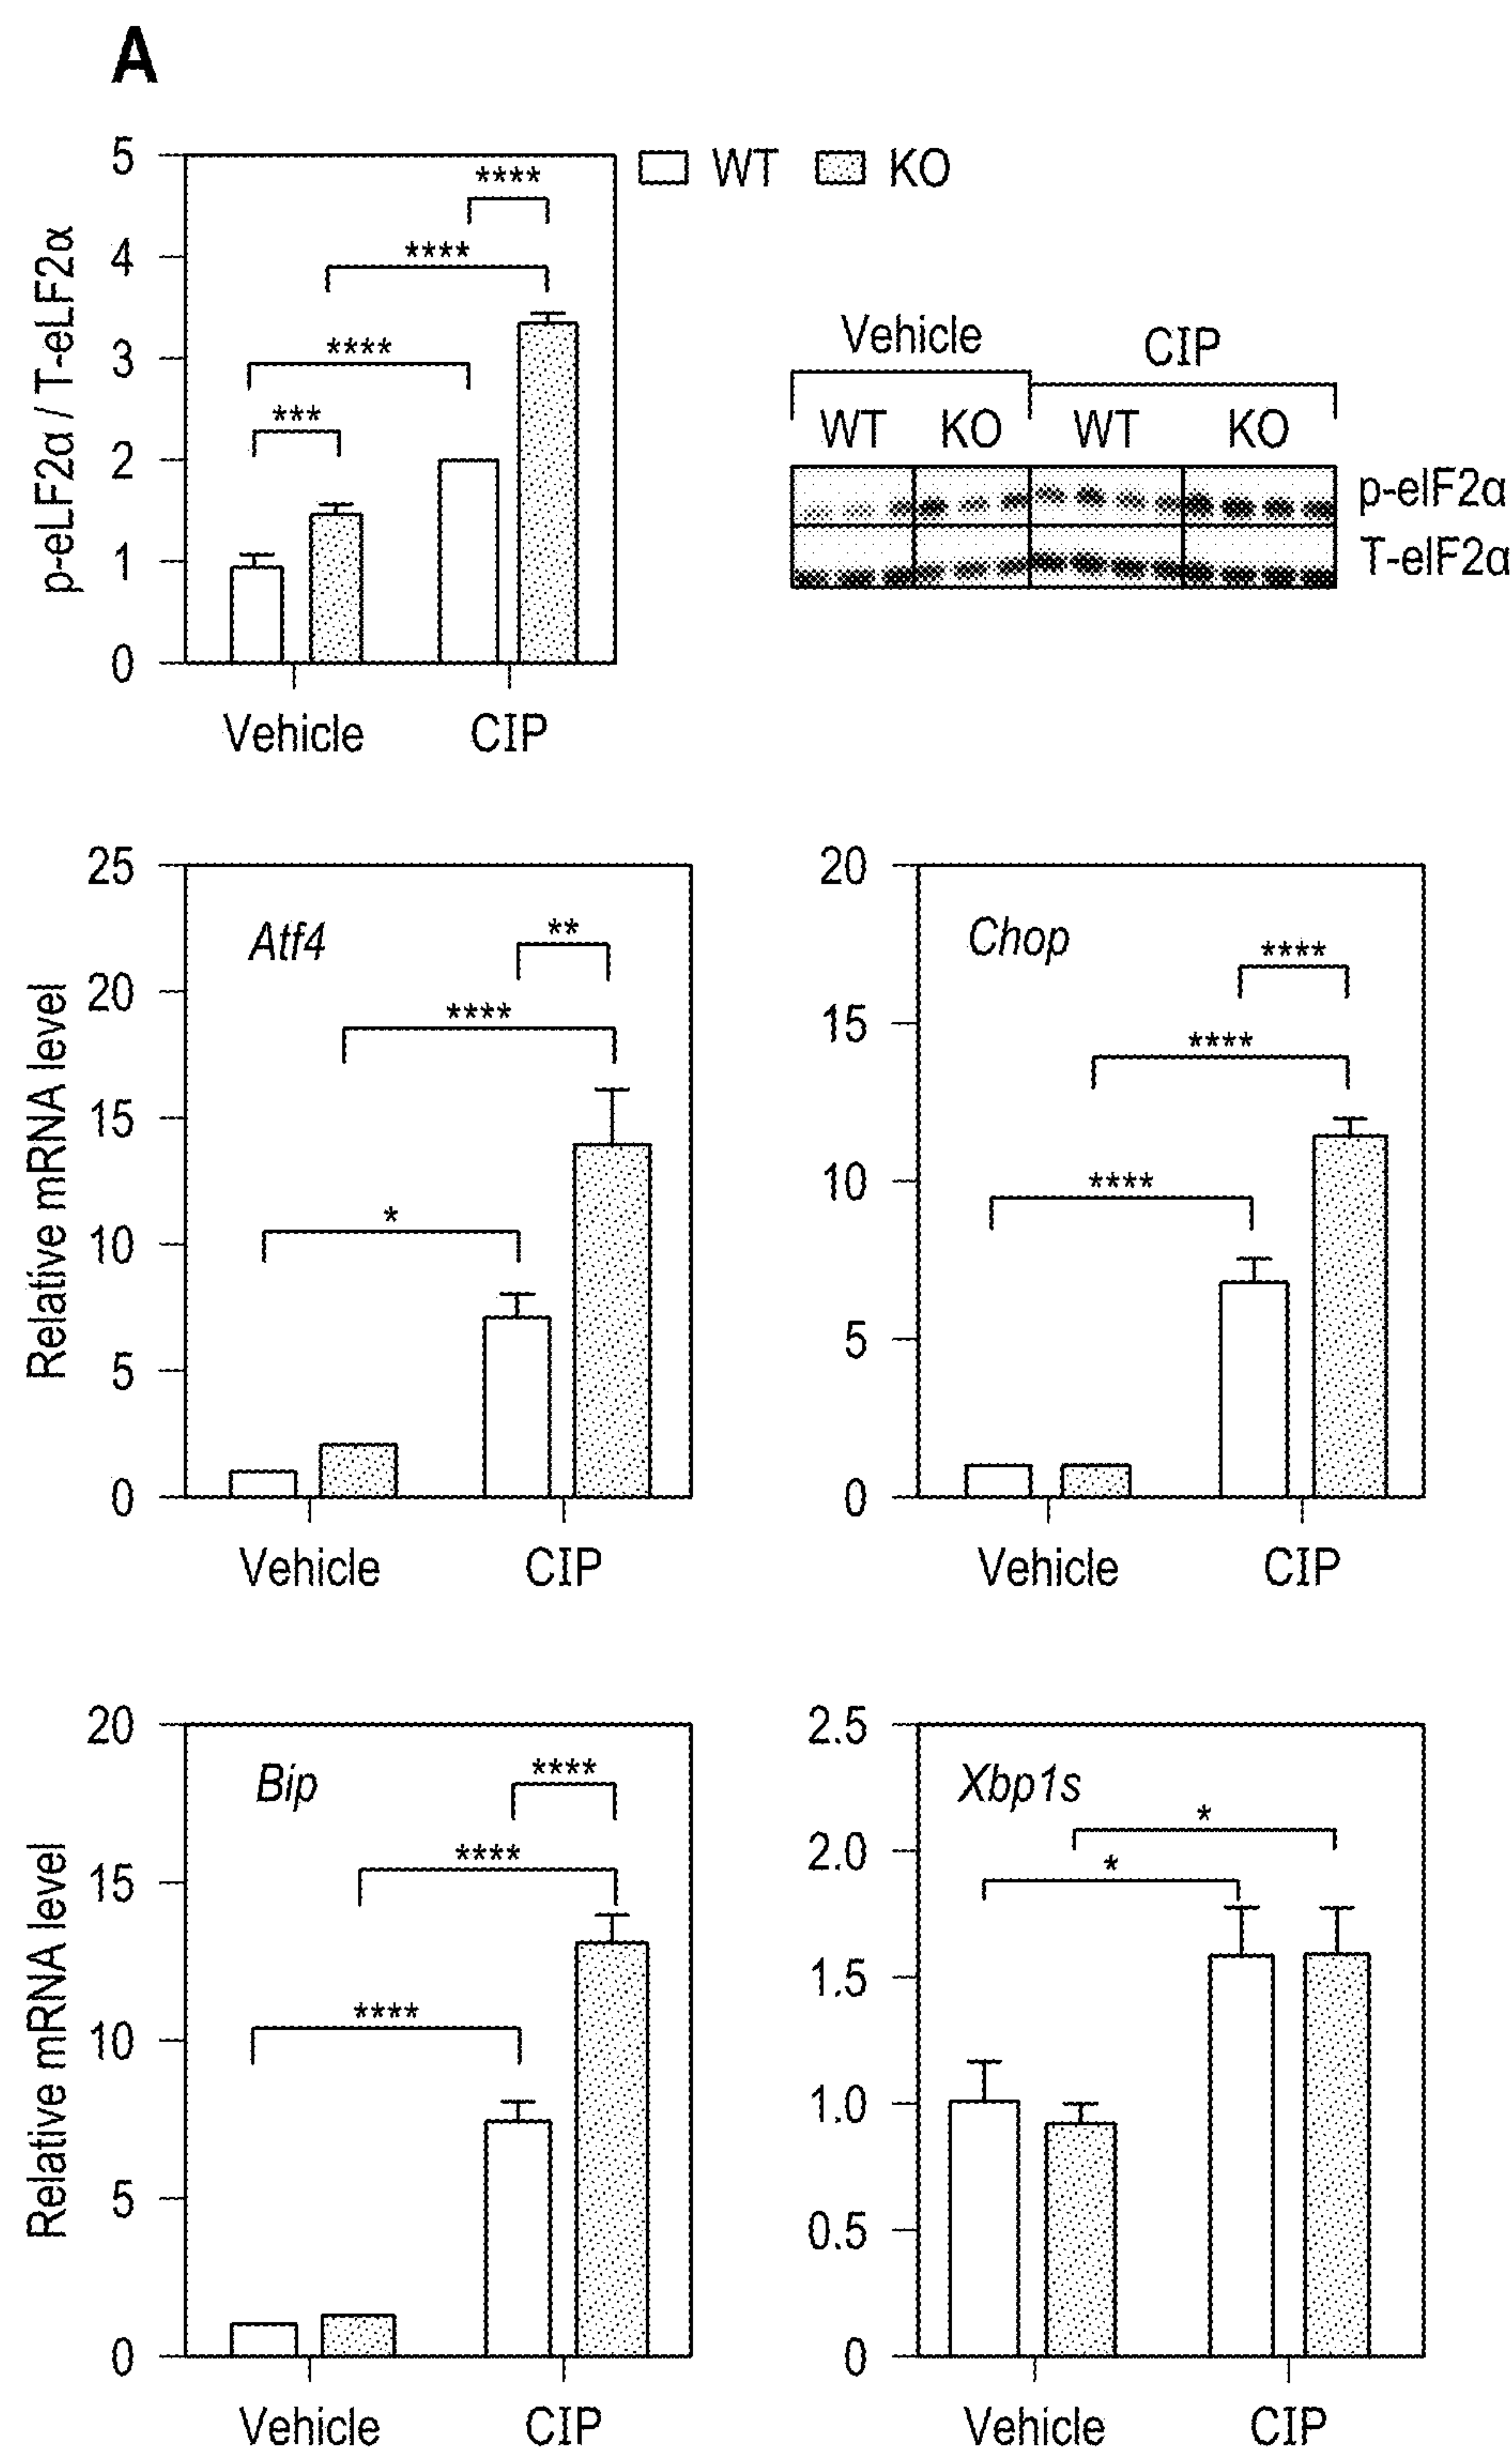 A
WT KO
p-eLF2α / T-eLF2α
5
4
3
2
1
0
****
****
****
***
Vehicle CIP
Vehicle CIP
WT KO WT KO
p-eIF2α
T-eIF2α
Relative mRNA level
25
20
15
10
5
0
Atf4
**
****
*
Vehicle CIP
20
15
10
5
0
Chop
****
****
****
Vehicle CIP
Relative mRNA level
20
15
10
5
0
Bip
****
****
****
Vehicle CIP
2.5
2.0
1.5
1.0
0.5
0
Xbp1s
*
*
Vehicle CIP